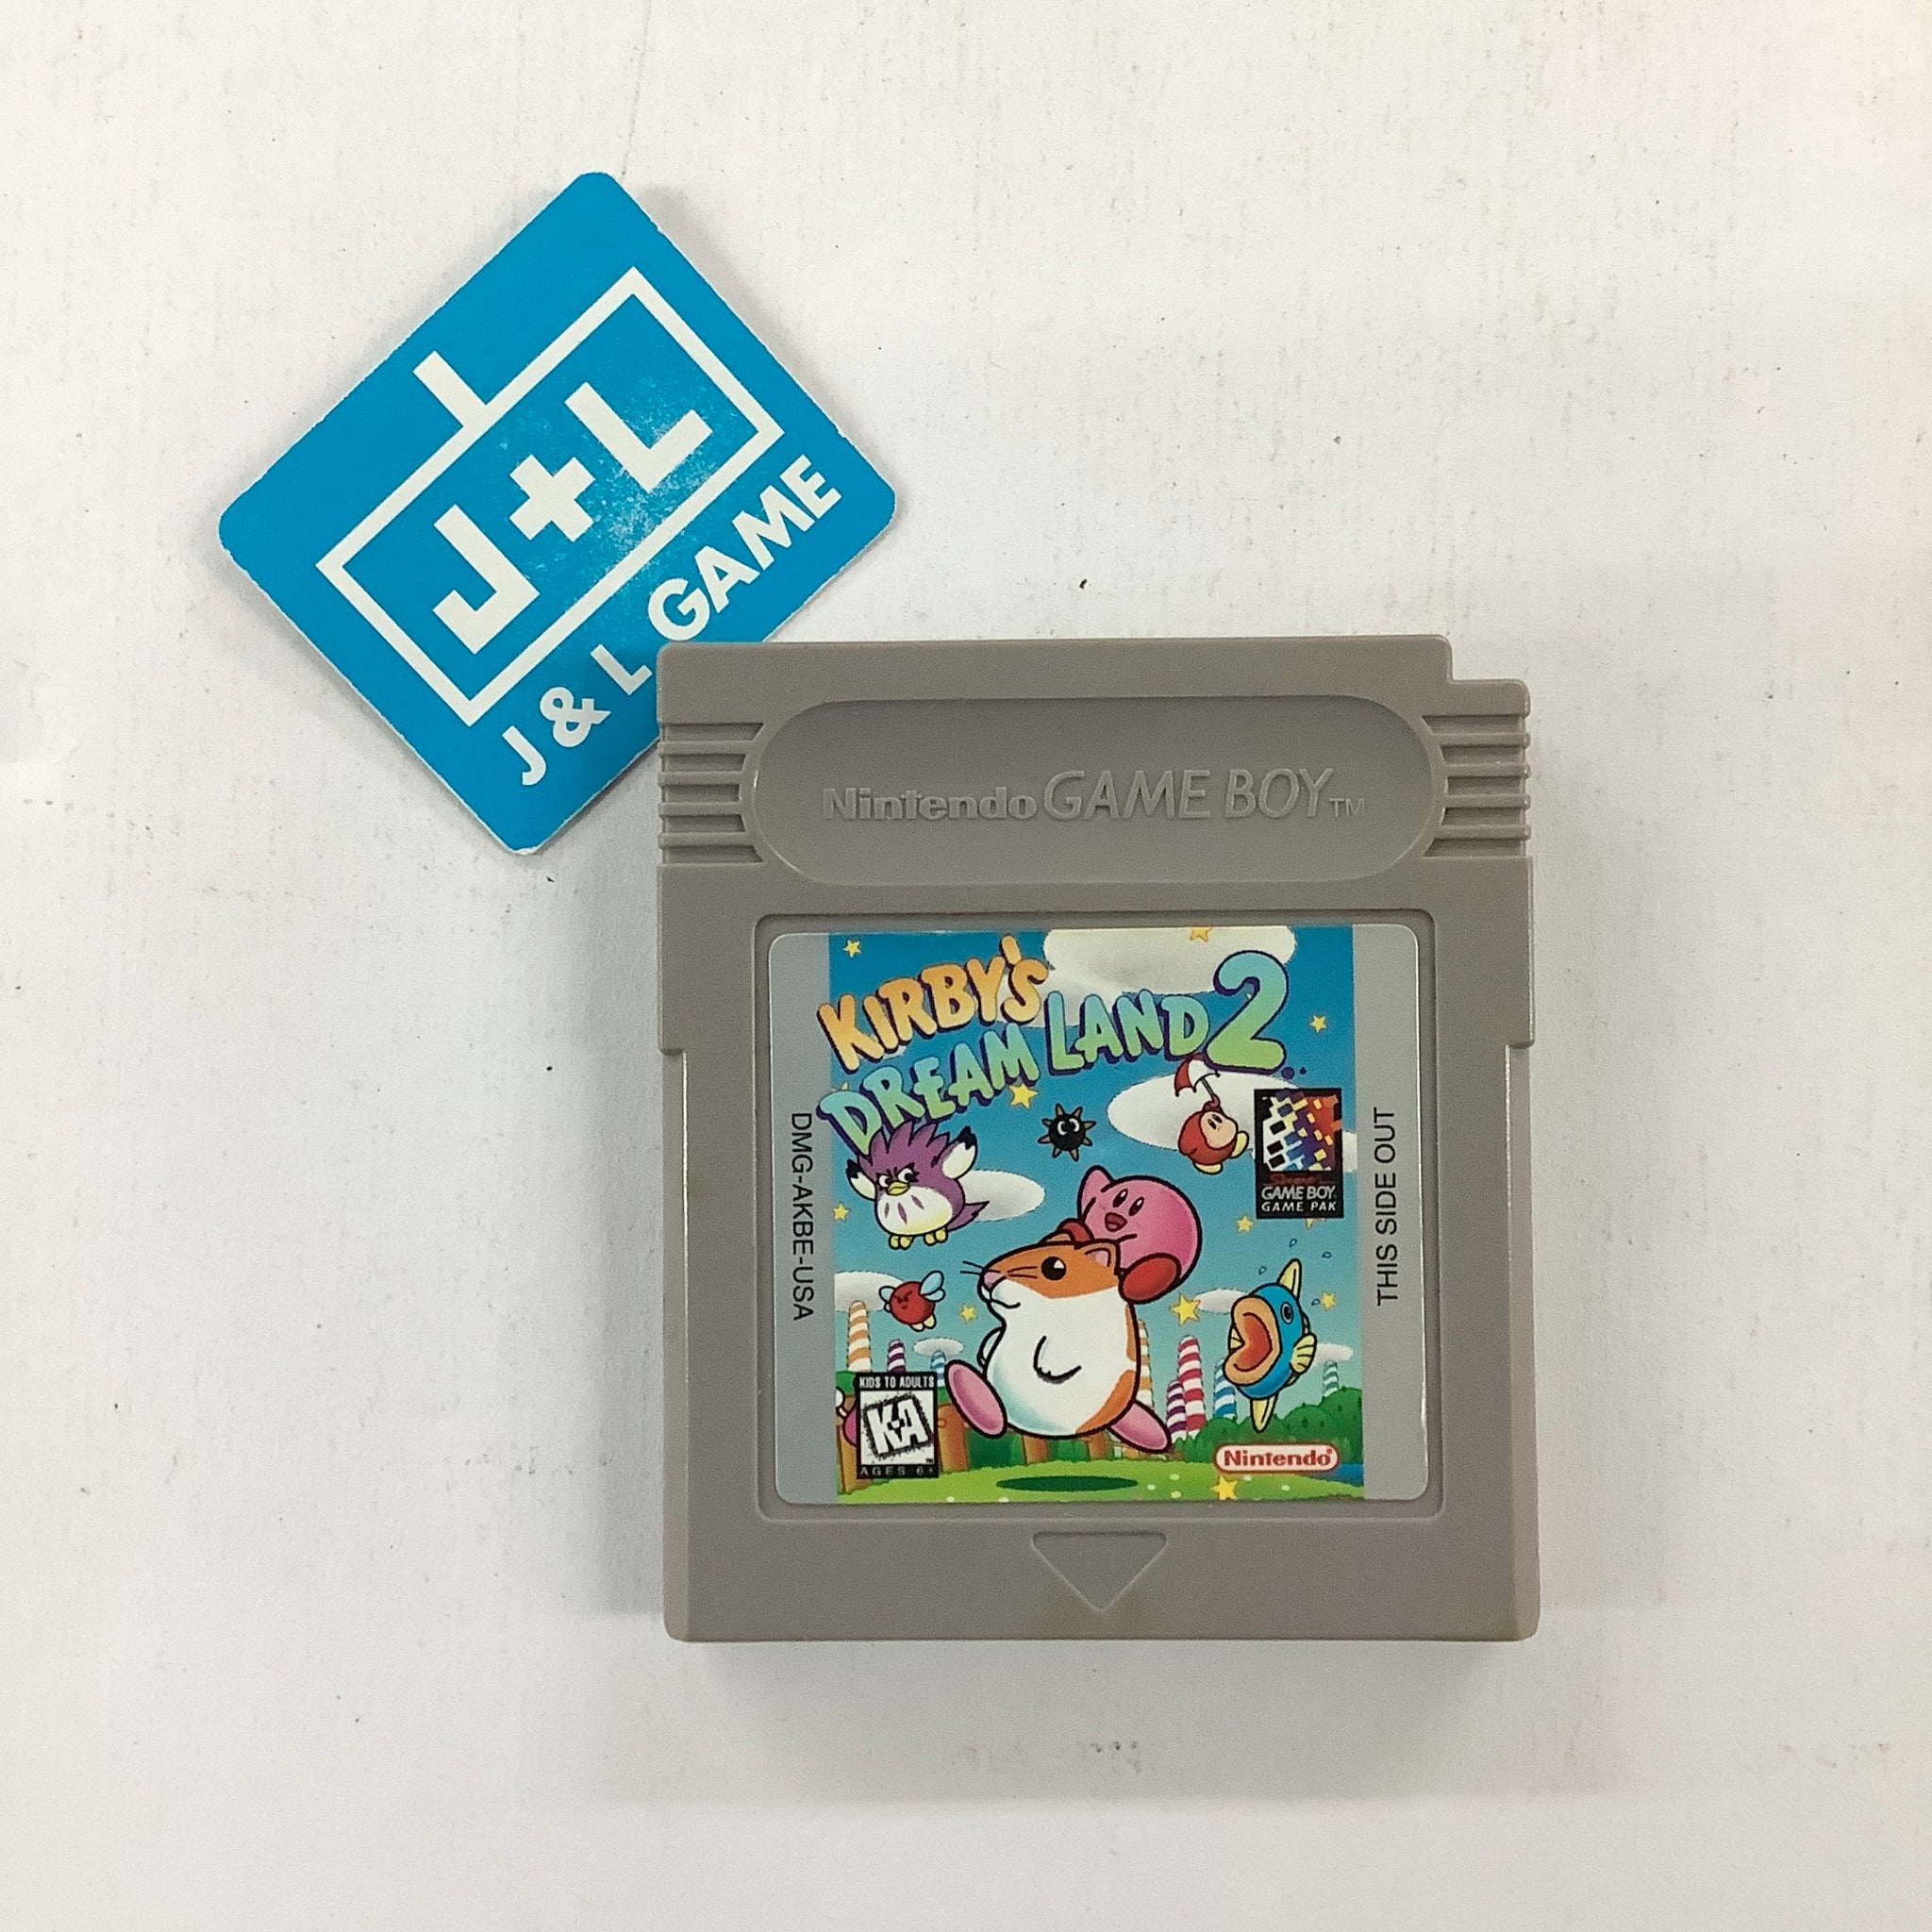 J+L
J & L GAME
Nintendo GAME BOY TM
KIRBY'S
DREAM LAND 2
DMG-AKBE-USA
THIS SIDE OUT
Super
GAME BOY
GAME PAK
KIDS TO ADULTS
K-A
AGES 6+
Nintendo®